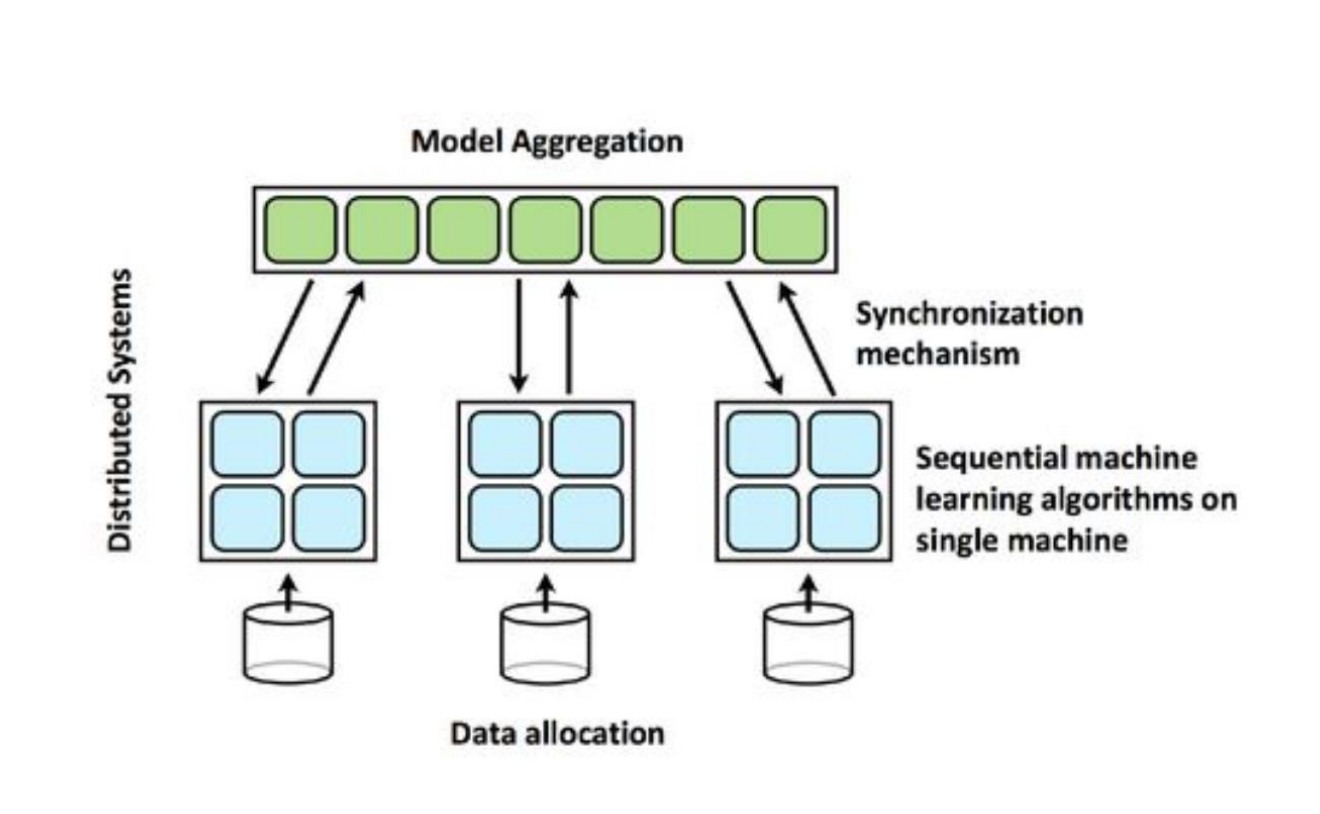 Model Aggregation
Distributed Systems
Synchronization
mechanism
Sequential machine
learning algorithms on
single machine
Data allocation